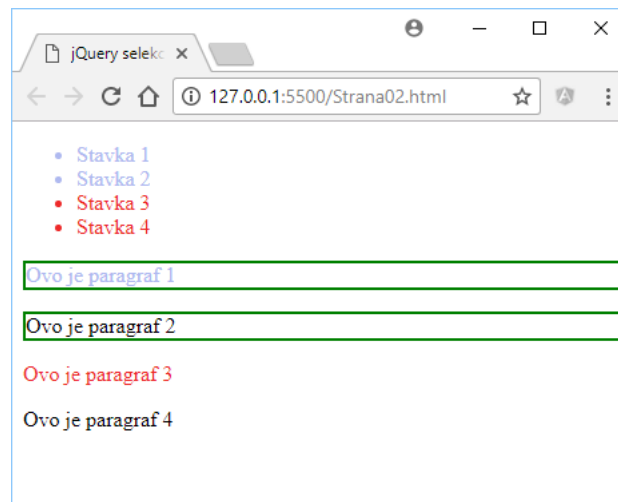 jQuery selekc
127.0.0.1:5500/Strana02.html
Stavka 1
Stavka 2
Stavka 3
Stavka 4
Ovo je paragraf 1
Ovo je paragraf 2
Ovo je paragraf 3
Ovo je paragraf 4